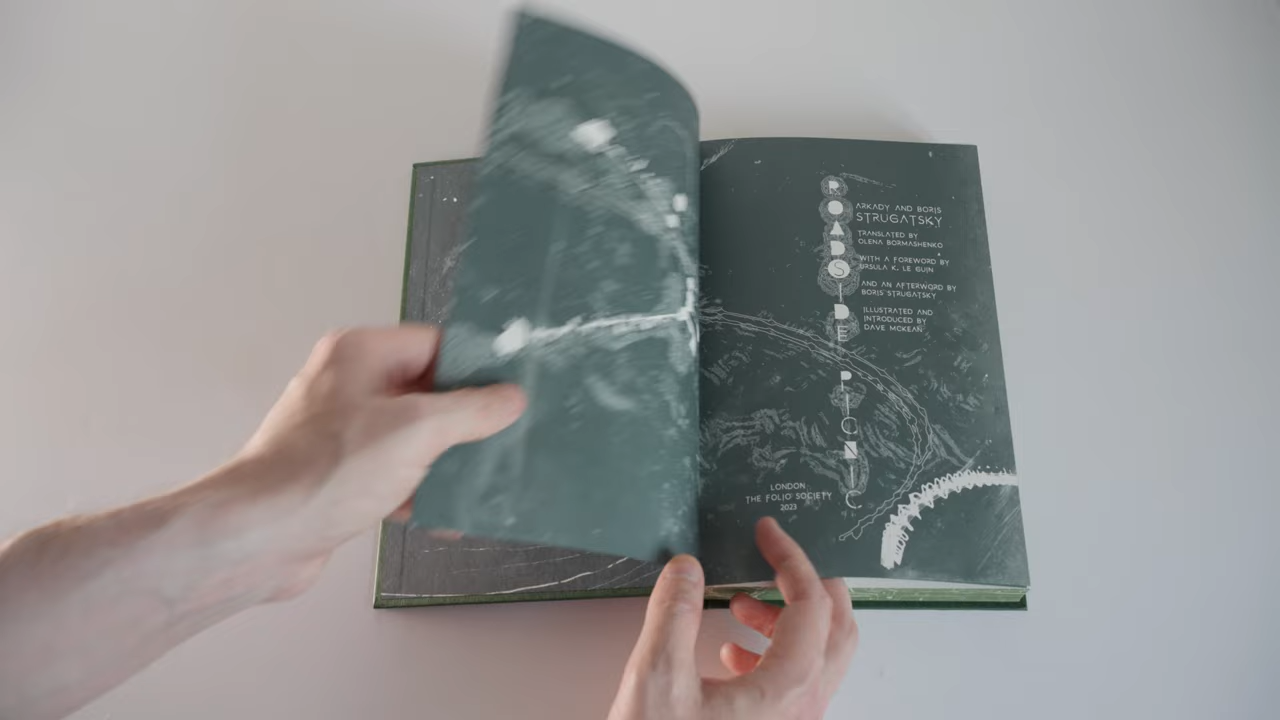 ROADSIDE PICNIC
ARKADY AND BORIS
STRUGATSKY
TRANSLATED BY
OLENA BORMASHENKO
WITH A FOREWORD BY
URSULA K. LE GUIN
AND AN AFTERWORD BY
BORIS STRUGATSKY
ILLUSTRATED AND
INTRODUCED BY
DAVE MCKEAN
LONDON
THE FOLIO SOCIETY
2023